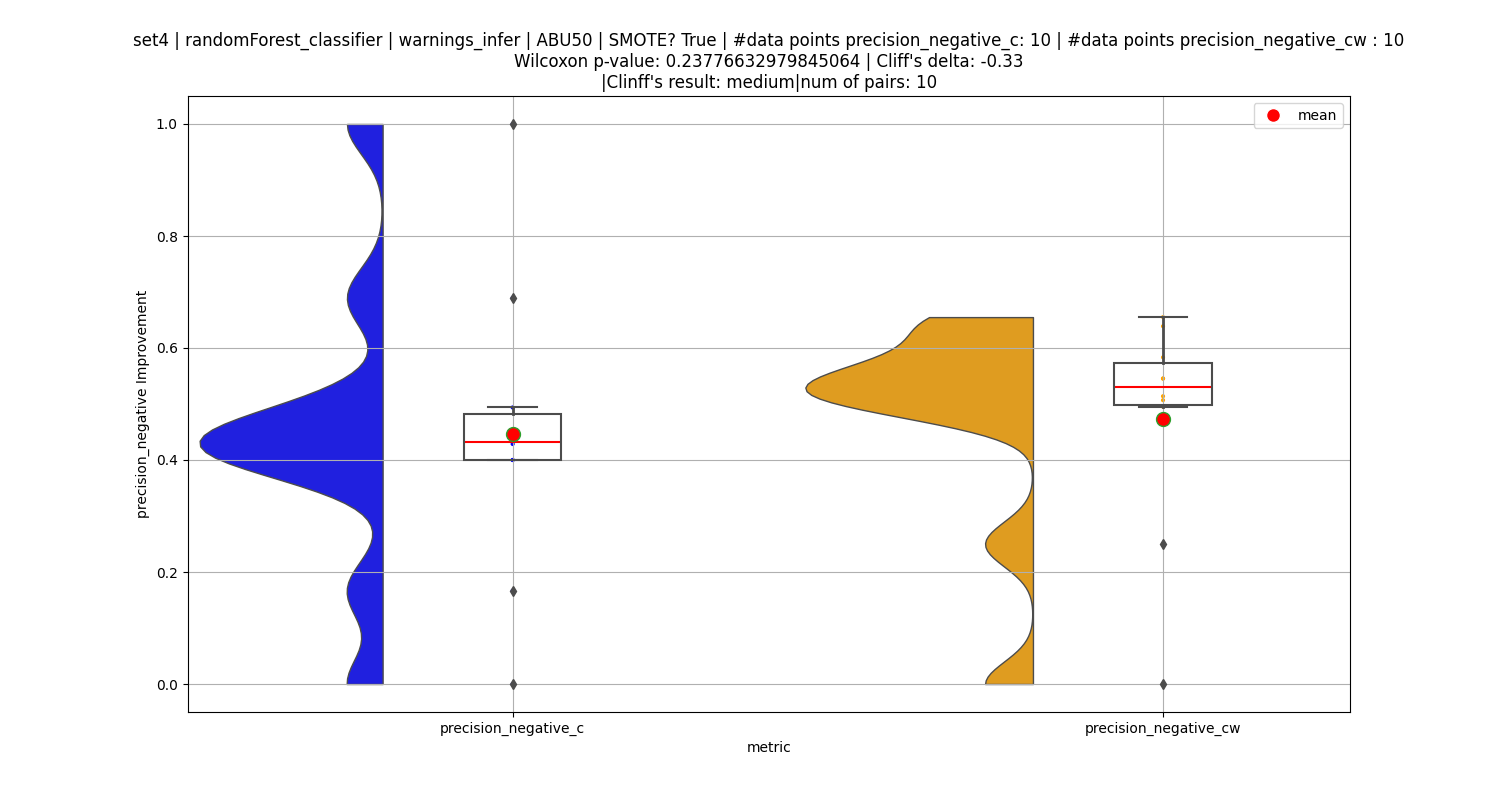 set4 | randomForest_classifier | warnings_infer | ABU50 | SMOTE? True | #data points precision_negative_c: 10 | #data points precision_negative_cw : 10
Wilcoxon p-value: 0.23776632979845064 | Cliff's delta: -0.33
|Clinff's result: medium|num of pairs: 10
mean
1.0
0.8
0.6
0.4
0.2
0.0
precision_negative Improvement
precision_negative_c
precision_negative_cw
metric